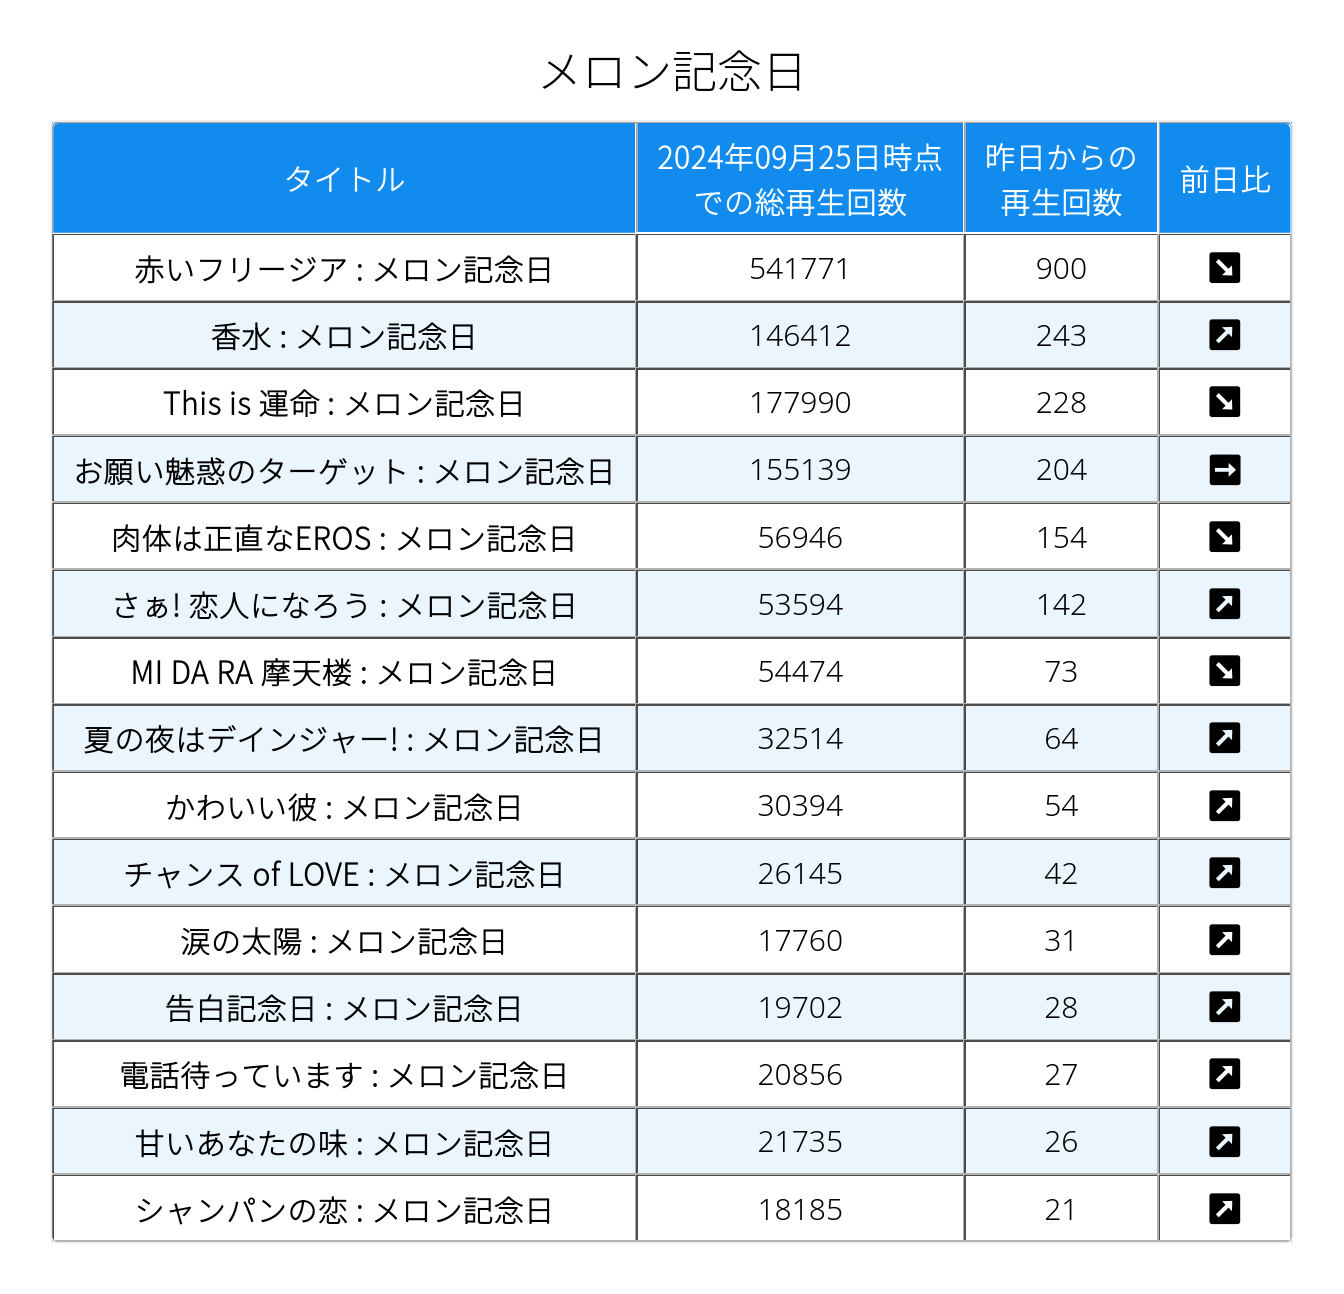 メロン記念日
タイトル
2024年09月25日時点
での総再生回数
昨日からの
再生回数
前日比
赤いフリージア : メロン記念日 541771 900
香水 : メロン記念日 146412 243
This is 運命 : メロン記念日 177990 228
お願い魅惑のターゲット : メロン記念日 155139 204
肉体は正直なEROS : メロン記念日 56946 154
さぁ! 恋人になろう : メロン記念日 53594 142
MI DA RA 摩天楼 : メロン記念日 54474 73
夏の夜はデインジャー! : メロン記念日 32514 64
かわいい彼 : メロン記念日 30394 54
チャンス of LOVE : メロン記念日 26145 42
涙の太陽 : メロン記念日 17760 31
告白記念日 : メロン記念日 19702 28
電話待っています : メロン記念日 20856 27
甘いあなたの味 : メロン記念日 21735 26
シャンパンの恋 : メロン記念日 18185 21